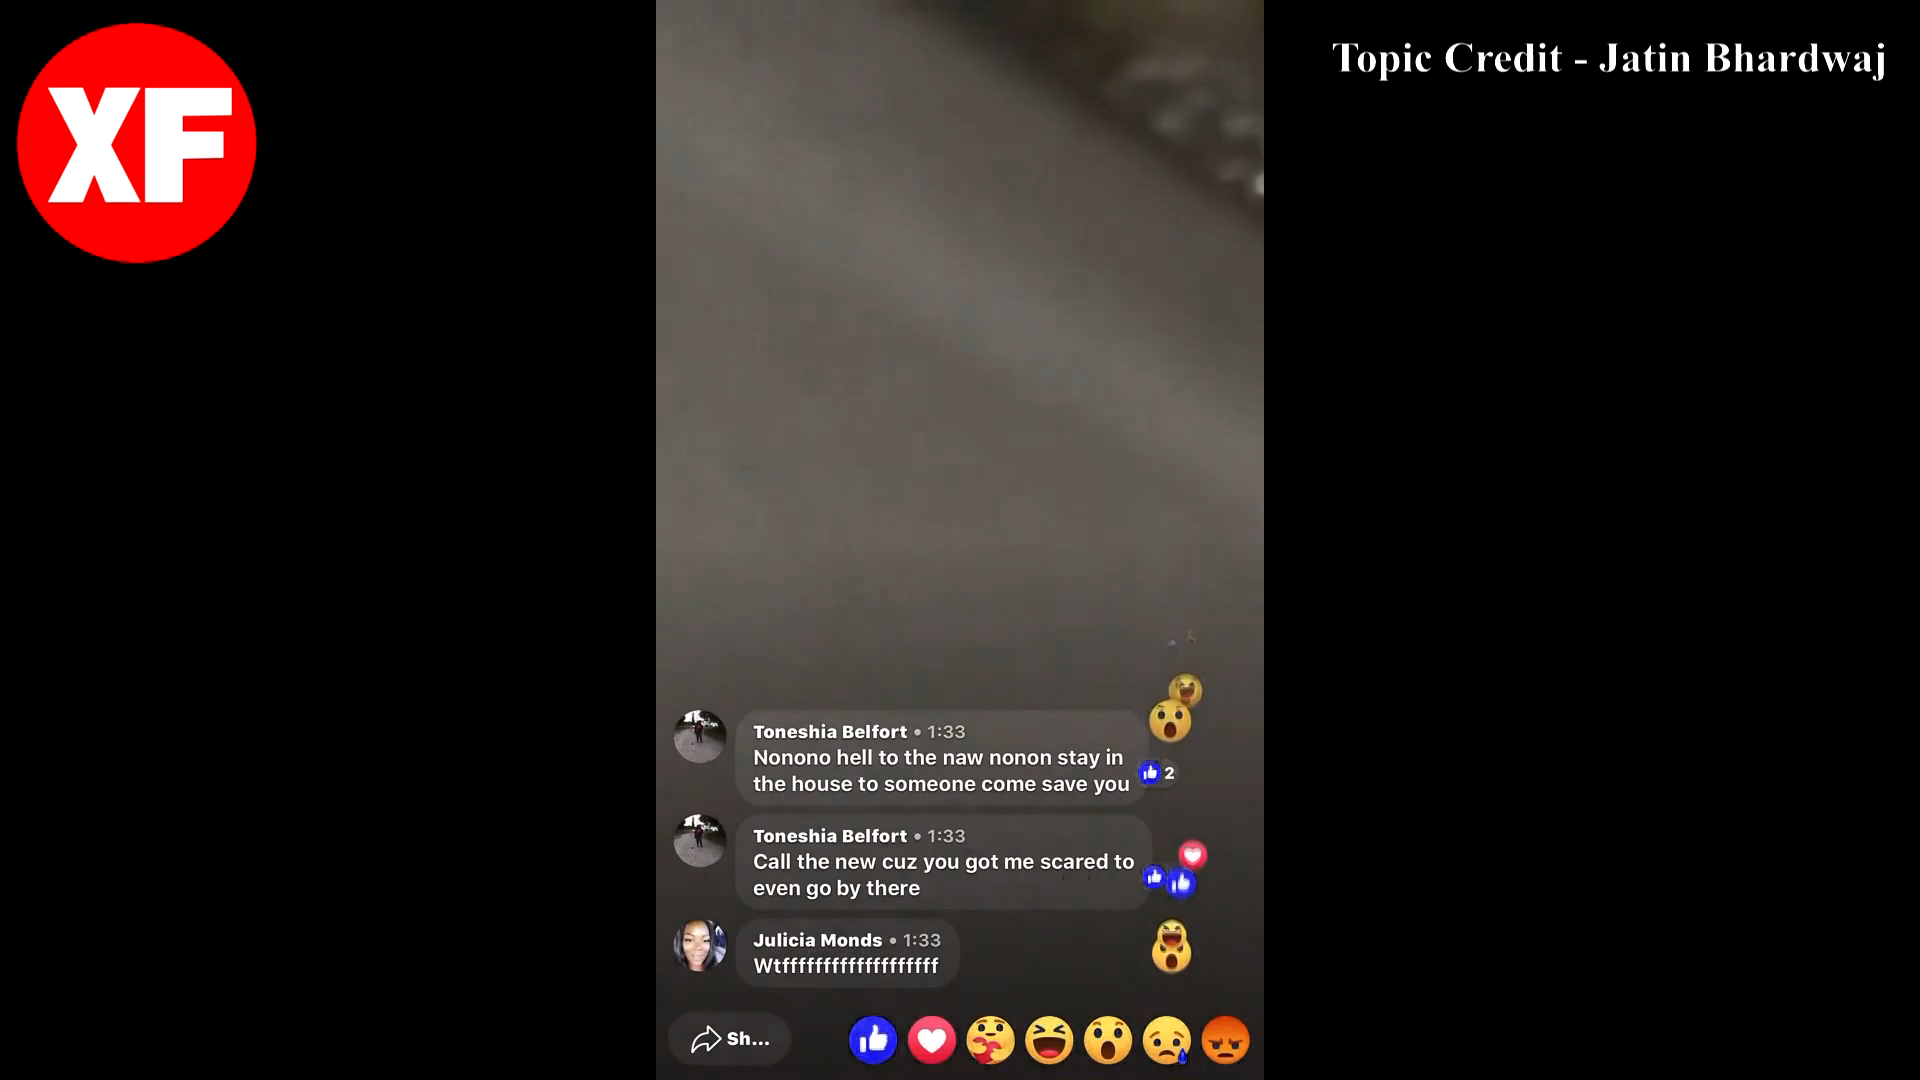 XF
Topic Credit - Jatin Bhardwaj
Toneshia Belfort • 1:33
Nonono hell to the naw nonon stay in
the house to someone come save you
2
Toneshia Belfort • 1:33
Call the new cuz you got me scared to
even go by there
Julicia Monds • 1:33
Wtfffffffffffffffffff
Sh...